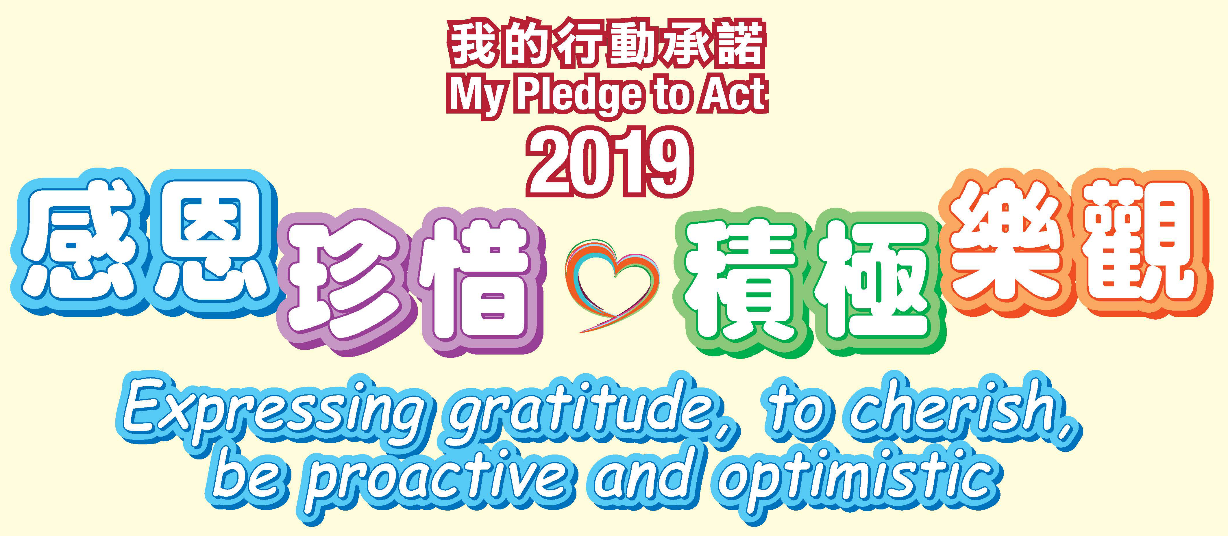 我的行動承諾
My Pledge to Act
2019
感恩珍惜積極樂觀
Expressing gratitude, to cherish,
be proactive and optimistic